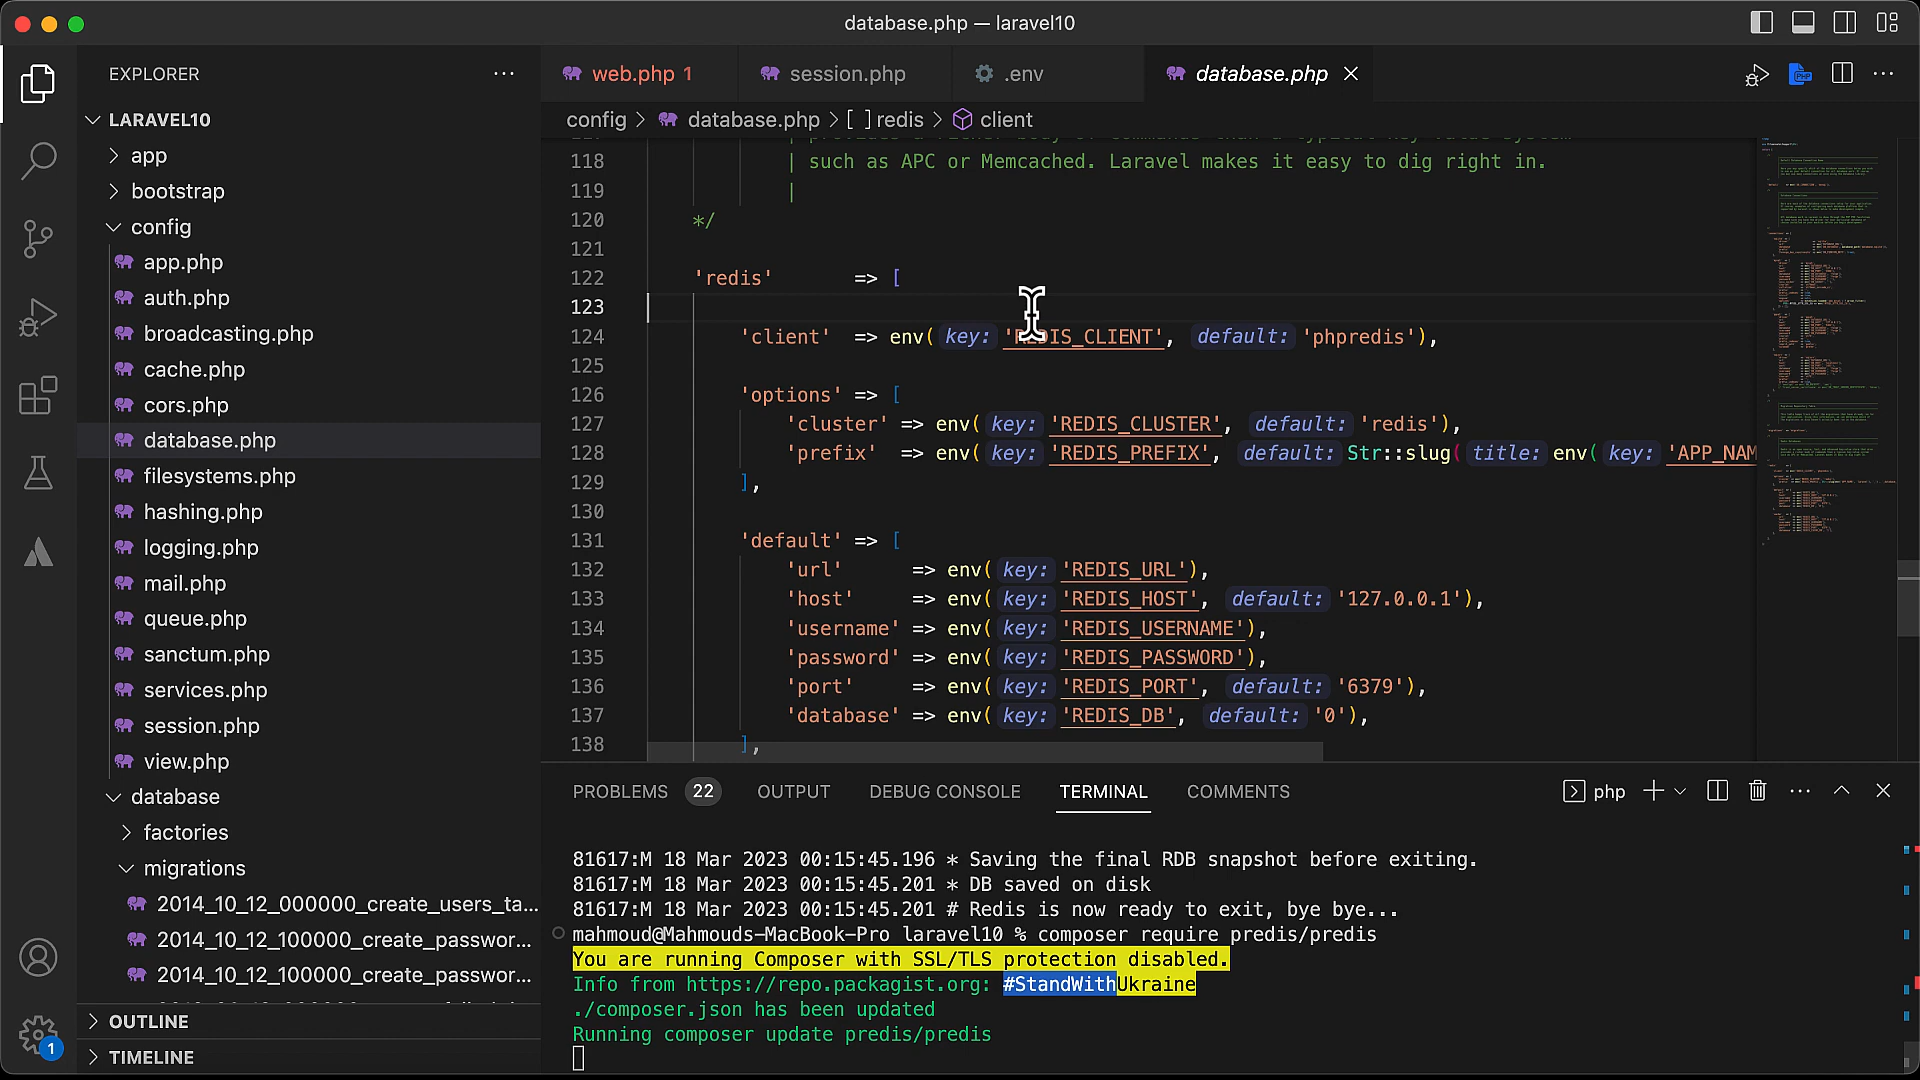 database.php — laravel10
EXPLORER
LARAVEL10
app
bootstrap
config
app.php
auth.php
broadcasting.php
cache.php
cors.php
database.php
filesystems.php
hashing.php
logging.php
mail.php
queue.php
sanctum.php
services.php
session.php
view.php
database
factories
migrations
2014_10_12_000000_create_users_ta...
2014_10_12_100000_create_passwor...
2014_10_12_100000_create_passwor...
OUTLINE
TIMELINE
1
web.php 1
session.php
.env
database.php
config > database.php > [ ] redis > client
118 | such as APC or Memcached. Laravel makes it easy to dig right in.
119 |
120 */
121
122 'redis' => [
123
124 'client' => env( key: 'REDIS_CLIENT', default: 'phpredis'),
125
126 'options' => [
127 'cluster' => env( key: 'REDIS_CLUSTER', default: 'redis'),
128 'prefix' => env( key: 'REDIS_PREFIX', default: Str::slug( title: env( key: 'APP_NAM
129 ],
130
131 'default' => [
132 'url' => env( key: 'REDIS_URL'),
133 'host' => env( key: 'REDIS_HOST', default: '127.0.0.1'),
134 'username' => env( key: 'REDIS_USERNAME'),
135 'password' => env( key: 'REDIS_PASSWORD'),
136 'port' => env( key: 'REDIS_PORT', default: '6379'),
137 'database' => env( key: 'REDIS_DB', default: '0'),
138 ],
PROBLEMS 22 OUTPUT DEBUG CONSOLE TERMINAL COMMENTS php
81617:M 18 Mar 2023 00:15:45.196 * Saving the final RDB snapshot before exiting.
81617:M 18 Mar 2023 00:15:45.201 * DB saved on disk
81617:M 18 Mar 2023 00:15:45.201 # Redis is now ready to exit, bye bye...
mahmoud@Mahmouds-MacBook-Pro laravel10 % composer require predis/predis
You are running Composer with SSL/TLS protection disabled.
Info from https://repo.packagist.org: #StandWithUkraine
./composer.json has been updated
Running composer update predis/predis